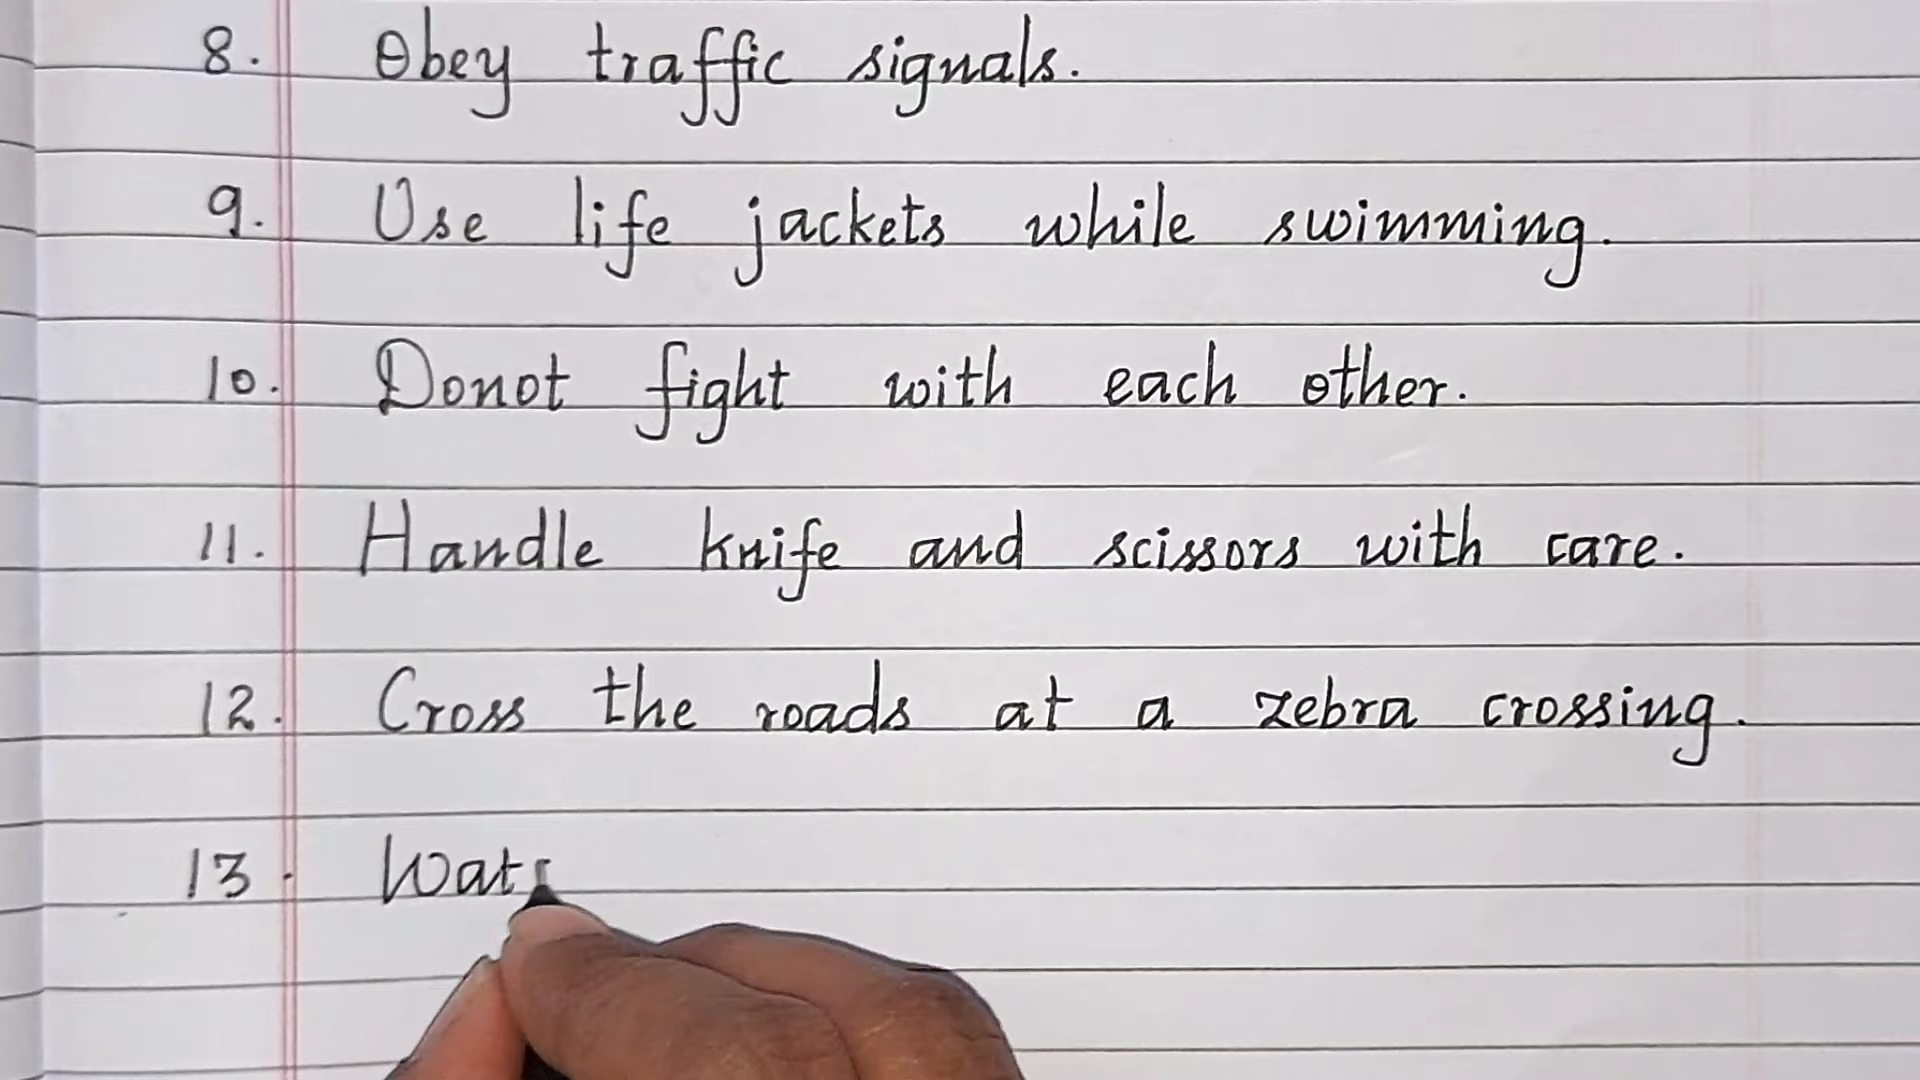 8. Obey traffic signals.
9. Use life jackets while swimming.
10. Donot fight with each other.
11. Handle knife and scissors with care.
12. Cross the roads at a zebra crossing.
13.